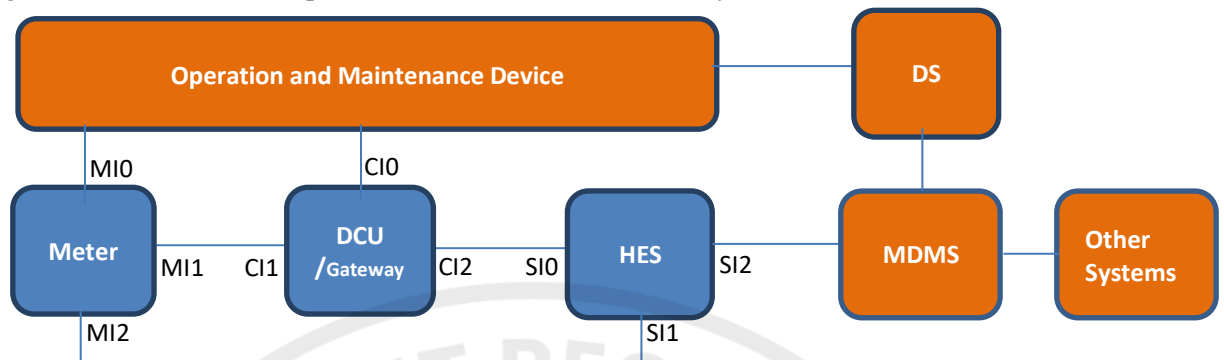 Operation and Maintenance Device
DS
MI0
CI0
Meter
DCU
/Gateway
HES
MDMS
Other
Systems
MI1
CI1
CI2
SI0
SI2
MI2
SI1